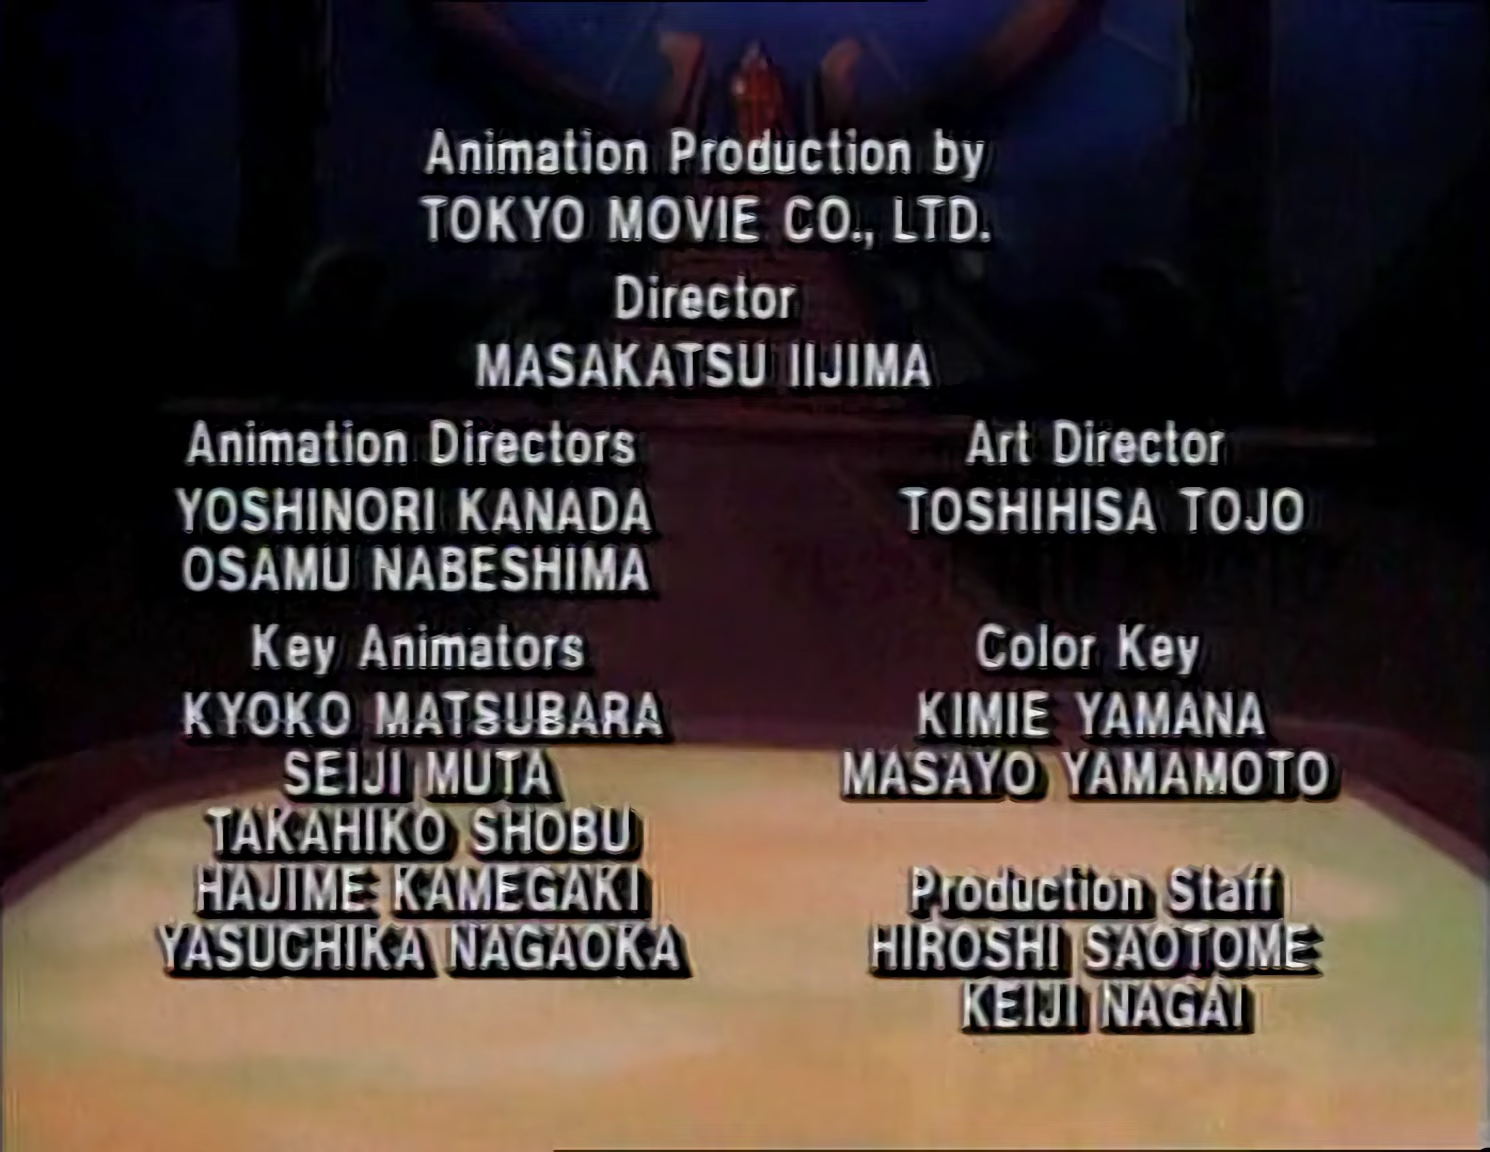 Animation Production by
TOKYO MOVIE CO., LTD.
Director
MASAKATSU IIJIMA
Animation Directors
YOSHINORI KANADA
OSAMU NABESHIMA
Art Director
TOSHIHISA TOJO
Key Animators
KYOKO MATSUBARA
SEIJI MUTA
TAKAHIKO SHOBU
HAJIME KAMEGAKI
YASUCHIKA NAGAOKA
Color Key
KIMIE YAMANA
MASAYO YAMAMOTO
Production Staff
HIROSHI SAOTOME
KEIJI NAGAI